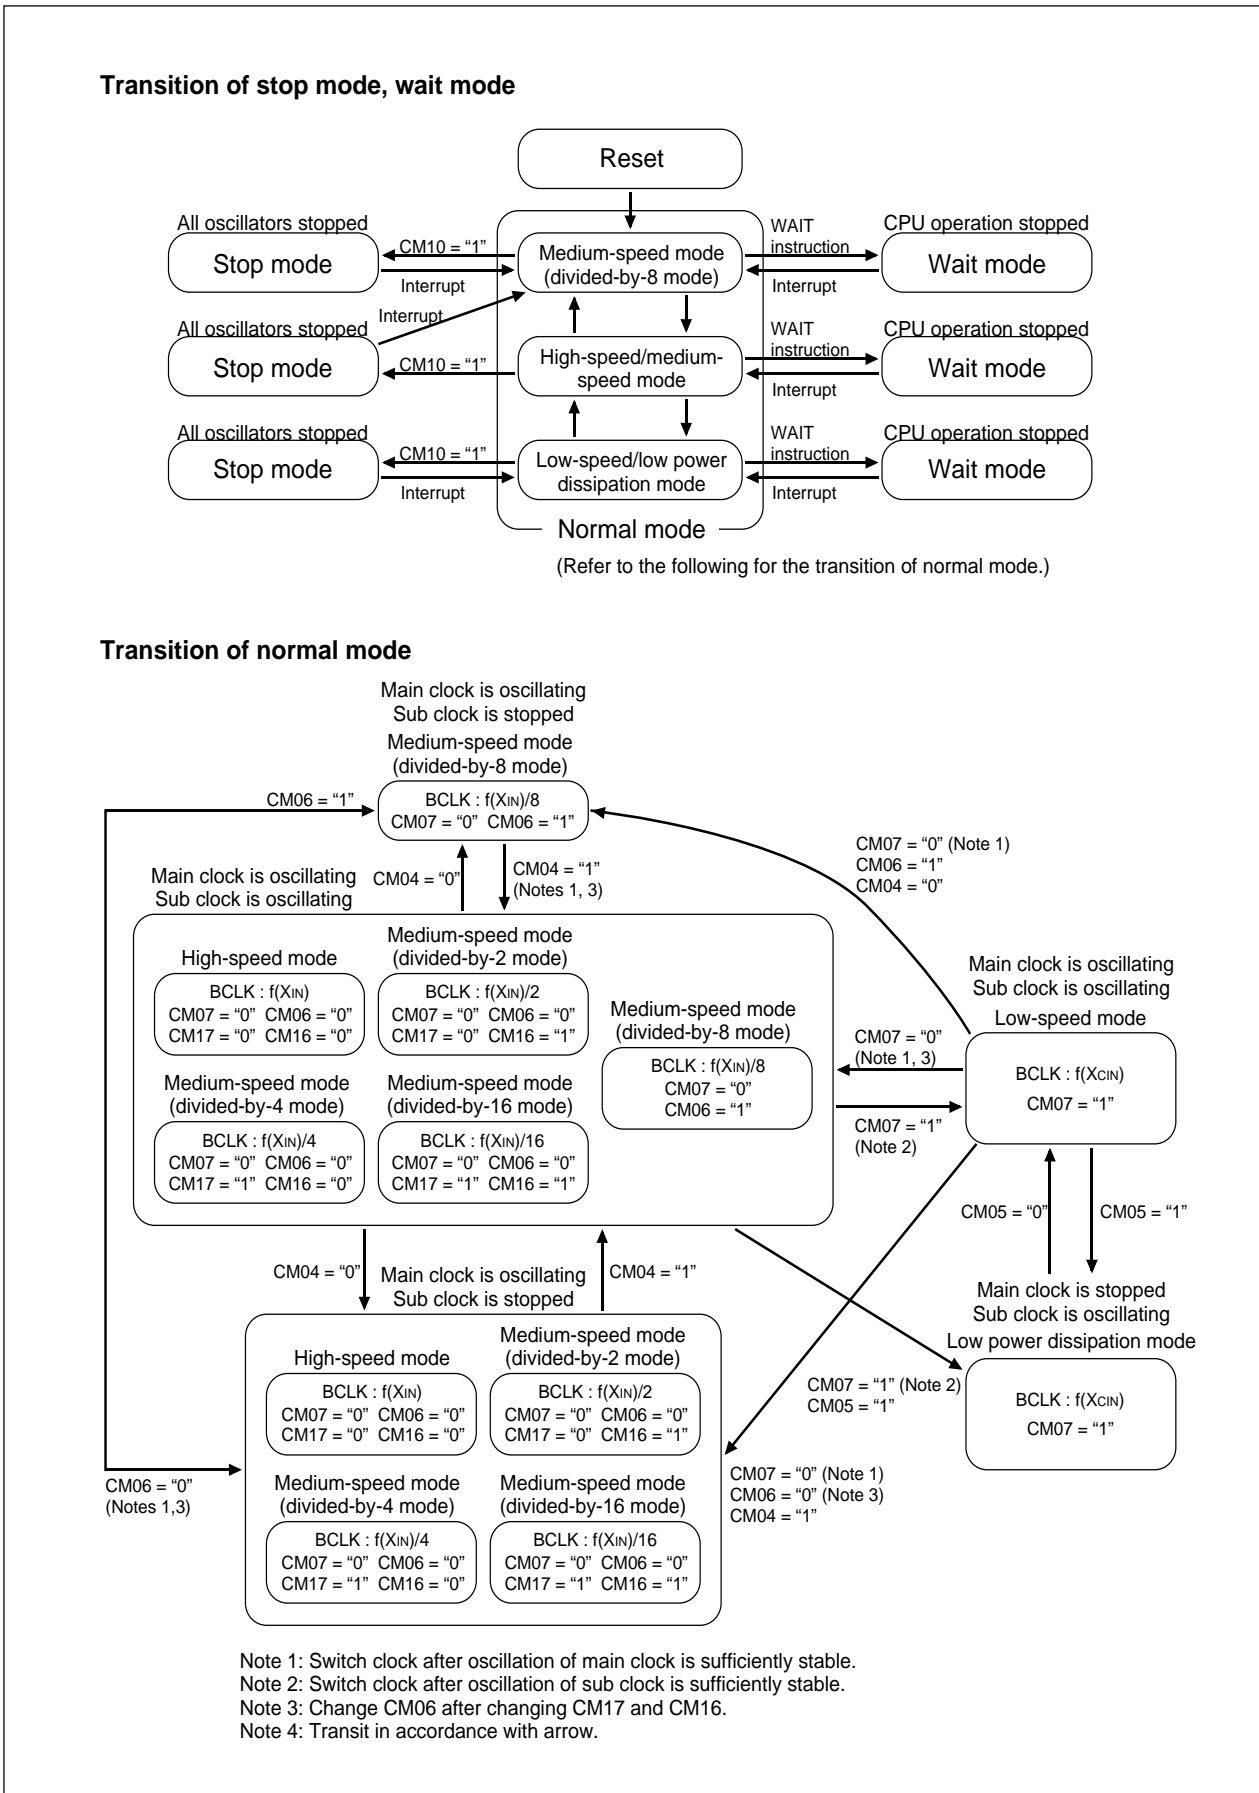 Transition of stop mode, wait mode
Reset
All oscillators stopped
Stop mode
CM10 = “1”
Interrupt
Medium-speed mode
(divided-by-8 mode)
WAIT
instruction
Interrupt
CPU operation stopped
Wait mode
Interrupt
All oscillators stopped
Stop mode
CM10 = “1”
High-speed/medium-
speed mode
WAIT
instruction
Interrupt
CPU operation stopped
Wait mode
All oscillators stopped
Stop mode
CM10 = “1”
Interrupt
Low-speed/low power
dissipation mode
WAIT
instruction
Interrupt
CPU operation stopped
Wait mode
Normal mode
(Refer to the following for the transition of normal mode.)
Transition of normal mode
Main clock is oscillating
Sub clock is stopped
Medium-speed mode
(divided-by-8 mode)
CM06 = “1”
BCLK : f(XIN)/8
CM07 = “0” CM06 = “1”
CM07 = “0” (Note 1)
CM06 = “1”
CM04 = “0”
CM04 = “0”
CM04 = “1”
(Notes 1, 3)
Main clock is oscillating
Sub clock is oscillating
High-speed mode
BCLK : f(XIN)
CM07 = “0” CM06 = “0”
CM17 = “0” CM16 = “0”
Medium-speed mode
(divided-by-2 mode)
BCLK : f(XIN)/2
CM07 = “0” CM06 = “0”
CM17 = “0” CM16 = “1”
Medium-speed mode
(divided-by-8 mode)
BCLK : f(XIN)/8
CM07 = “0”
CM06 = “1”
Medium-speed mode
(divided-by-4 mode)
BCLK : f(XIN)/4
CM07 = “0” CM06 = “0”
CM17 = “1” CM16 = “0”
Medium-speed mode
(divided-by-16 mode)
BCLK : f(XIN)/16
CM07 = “0” CM06 = “0”
CM17 = “1” CM16 = “1”
CM07 = “0”
(Note 1, 3)
CM07 = “1”
(Note 2)
Main clock is oscillating
Sub clock is oscillating
Low-speed mode
BCLK : f(XCIN)
CM07 = “1”
CM05 = “0”
CM05 = “1”
Main clock is stopped
Sub clock is oscillating
Low power dissipation mode
BCLK : f(XCIN)
CM07 = “1”
CM07 = “1” (Note 2)
CM05 = “1”
CM04 = “0”
Main clock is oscillating
Sub clock is stopped
CM04 = “1”
High-speed mode
BCLK : f(XIN)
CM07 = “0” CM06 = “0”
CM17 = “0” CM16 = “0”
Medium-speed mode
(divided-by-2 mode)
BCLK : f(XIN)/2
CM07 = “0” CM06 = “0”
CM17 = “0” CM16 = “1”
CM06 = “0”
(Notes 1,3)
Medium-speed mode
(divided-by-4 mode)
BCLK : f(XIN)/4
CM07 = “0” CM06 = “0”
CM17 = “1” CM16 = “0”
Medium-speed mode
(divided-by-16 mode)
BCLK : f(XIN)/16
CM07 = “0” CM06 = “0”
CM17 = “1” CM16 = “1”
CM07 = “0” (Note 1)
CM06 = “0” (Note 3)
CM04 = “1”
Note 1: Switch clock after oscillation of main clock is sufficiently stable.
Note 2: Switch clock after oscillation of sub clock is sufficiently stable.
Note 3: Change CM06 after changing CM17 and CM16.
Note 4: Transit in accordance with arrow.